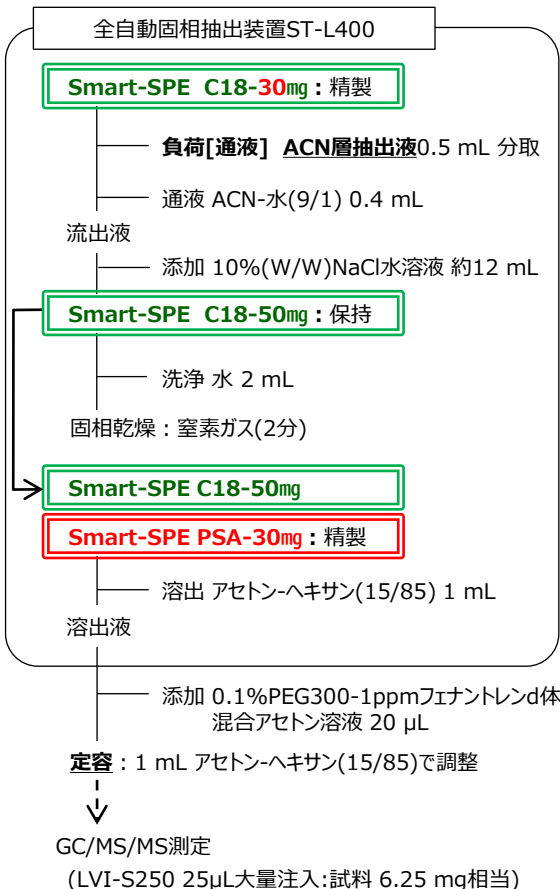 全自動固相抽出装置ST-L400
Smart-SPE C18-30㎎：精製
負荷[通液] ACN層抽出液0.5 mL 分取
通液 ACN-水(9/1) 0.4 mL
流出液
添加 10%(W/W)NaCl水溶液 約12 mL
Smart-SPE C18-50㎎：保持
洗浄 水 2 mL
固相乾燥：窒素ガス(2分)
Smart-SPE C18-50㎎
Smart-SPE PSA-30㎎：精製
溶出 アセトン-ヘキサン(15/85) 1 mL
溶出液
添加 0.1%PEG300-1ppmフェナントレンd体
混合アセトン溶液 20 μL
定容：1 mL アセトン-ヘキサン(15/85)で調整
GC/MS/MS測定
(LVI-S250 25μL大量注入:試料 6.25 mg相当)